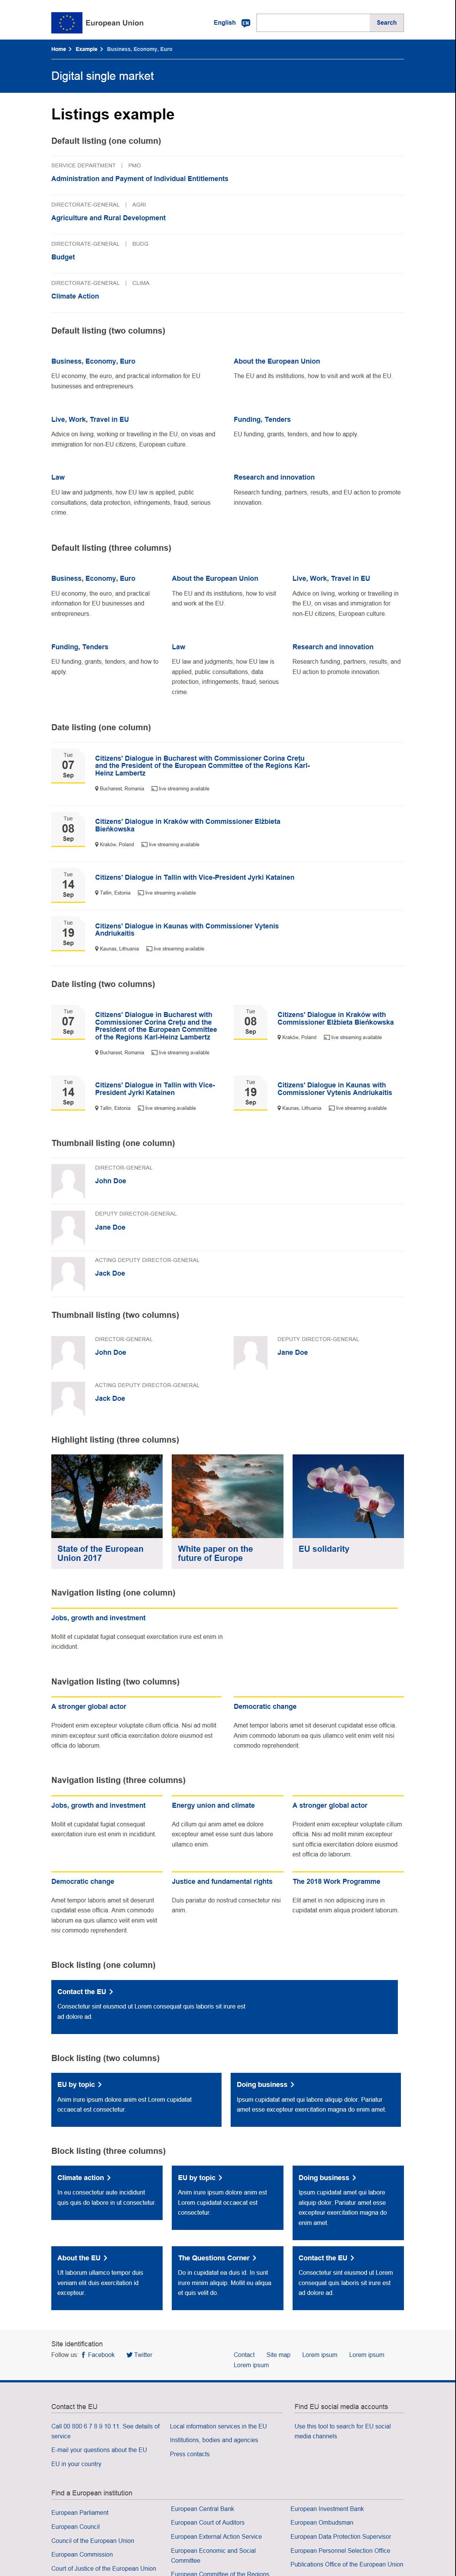 European Union
English EN
Search
Home > Example > Business, Economy, Euro
Digital single market
Listings example
Default listing (one column)
SERVICE DEPARTMENT | PMO
Administration and Payment of Individual Entitlements
DIRECTORATE-GENERAL | AGRI
Agriculture and Rural Development
DIRECTORATE-GENERAL | BUDG
Budget
DIRECTORATE-GENERAL | CLIMA
Climate Action
Default listing (two columns)
Business, Economy, Euro
EU economy, the euro, and practical information for EU
businesses and entrepreneurs.
About the European Union
The EU and its institutions, how to visit and work at the EU.
Live, Work, Travel in EU
Advice on living, working or travelling in the EU, on visas and
immigration for non-EU citizens, European culture.
Funding, Tenders
EU funding, grants, tenders, and how to apply.
Law
EU law and judgments, how EU law is applied, public
consultations, data protection, infringements, fraud, serious
crime.
Research and innovation
Research funding, partners, results, and EU action to promote
innovation.
Default listing (three columns)
Business, Economy, Euro
EU economy, the euro, and practical
information for EU businesses and
entrepreneurs.
About the European Union
The EU and its institutions, how to visit
and work at the EU.
Live, Work, Travel in EU
Advice on living, working or travelling in
the EU, on visas and immigration for
non-EU citizens, European culture.
Funding, Tenders
EU funding, grants, tenders, and how to
apply.
Law
EU law and judgments, how EU law is
applied, public consultations, data
protection, infringements, fraud, serious
crime.
Research and innovation
Research funding, partners, results, and
EU action to promote innovation.
Date listing (one column)
Tue
07
Sep
Citizens' Dialogue in Bucharest with Commissioner Corina Crețu
and the President of the European Committee of the Regions Karl-
Heinz Lambertz
Bucharest, Romania live streaming available
Tue
08
Sep
Citizens' Dialogue in Kraków with Commissioner Elżbieta
Bieńkowska
Kraków, Poland live streaming available
Tue
14
Sep
Citizens' Dialogue in Tallin with Vice-President Jyrki Katainen
Tallin, Estonia live streaming available
Tue
19
Sep
Citizens' Dialogue in Kaunas with Commissioner Vytenis
Andriukaitis
Kaunas, Lithuania live streaming available
Date listing (two columns)
Tue
07
Sep
Citizens' Dialogue in Bucharest with
Commissioner Corina Crețu and the
President of the European Committee
of the Regions Karl-Heinz Lambertz
Bucharest, Romania live streaming available
Tue
08
Sep
Citizens' Dialogue in Kraków with
Commissioner Elżbieta Bieńkowska
Kraków, Poland live streaming available
Tue
14
Sep
Citizens' Dialogue in Tallin with Vice-
President Jyrki Katainen
Tallin, Estonia live streaming available
Tue
19
Sep
Citizens' Dialogue in Kaunas with
Commissioner Vytenis Andriukaitis
Kaunas, Lithuania live streaming available
Thumbnail listing (one column)
DIRECTOR-GENERAL
John Doe
DEPUTY DIRECTOR-GENERAL
Jane Doe
ACTING DEPUTY DIRECTOR-GENERAL
Jack Doe
Thumbnail listing (two columns)
DIRECTOR-GENERAL
John Doe
DEPUTY DIRECTOR-GENERAL
Jane Doe
ACTING DEPUTY DIRECTOR-GENERAL
Jack Doe
Highlight listing (three columns)
State of the European
Union 2017
White paper on the
future of Europe
EU solidarity
Navigation listing (one column)
Jobs, growth and investment
Mollit et cupidatat fugiat consequat exercitation irure est enim in
incididunt.
Navigation listing (two columns)
A stronger global actor
Proident enim excepteur voluptate cillum officia. Nisi ad mollit
minim excepteur sunt officia exercitation dolore eiusmod est
officia do laborum.
Democratic change
Amet tempor laboris amet sit deserunt cupidatat esse officia.
Anim commodo laborum ea quis ullamco velit enim velit nisi
commodo reprehenderit.
Navigation listing (three columns)
Jobs, growth and investment
Mollit et cupidatat fugiat consequat
exercitation irure est enim in incididunt.
Energy union and climate
Ad cillum qui anim amet ea dolore
excepteur amet esse sunt duis labore
ullamco enim.
A stronger global actor
Proident enim excepteur voluptate cillum
officia. Nisi ad mollit minim excepteur
sunt officia exercitation dolore eiusmod
est officia do laborum.
Democratic change
Amet tempor laboris amet sit deserunt
cupidatat esse officia. Anim commodo
laborum ea quis ullamco velit enim velit
nisi commodo reprehenderit.
Justice and fundamental rights
Duis pariatur do nostrud consectetur nisi
anim.
The 2018 Work Programme
Elit amet in non adipisicing irure in
cupidatat enim aliqua proident laborum.
Block listing (one column)
Contact the EU >
Consectetur sint eiusmod ut Lorem consequat quis laboris sit irure est
ad dolore ad.
Block listing (two columns)
EU by topic >
Anim irure ipsum dolore anim est Lorem cupidatat
occaecat est consectetur.
Doing business >
Ipsum cupidatat amet qui labore aliquip dolor. Pariatur
amet esse excepteur exercitation magna do enim amet.
Block listing (three columns)
Climate action >
In eu consectetur aute incididunt
quis quis do labore in ut consectetur.
EU by topic >
Anim irure ipsum dolore anim est
Lorem cupidatat occaecat est
consectetur.
Doing business >
Ipsum cupidatat amet qui labore
aliquip dolor. Pariatur amet esse
excepteur exercitation magna do
enim amet.
About the EU >
Ut laborum ullamco tempor duis
veniam elit duis exercitation id
excepteur.
The Questions Corner >
Do in cupidatat ea duis id. In sunt
irure minim aliquip. Mollit eu aliqua
et quis velit do.
Contact the EU >
Consectetur sint eiusmod ut Lorem
consequat quis laboris sit irure est
ad dolore ad.
Site identification
Follow us: Facebook Twitter
Contact Site map Lorem ipsum Lorem ipsum
Lorem ipsum
Contact the EU
Call 00 800 6 7 8 9 10 11. See details of
service
E-mail your questions about the EU
EU in your country
Local information services in the EU
Institutions, bodies and agencies
Press contacts
Find EU social media accounts
Use this tool to search for EU social
media channels
Find a European institution
European Parliament
European Council
Council of the European Union
European Commission
Court of Justice of the European Union
European Central Bank
European Court of Auditors
European External Action Service
European Economic and Social
Committee
European Committee of the Regions
European Investment Bank
European Ombudsman
European Data Protection Supervisor
European Personnel Selection Office
Publications Office of the European Union